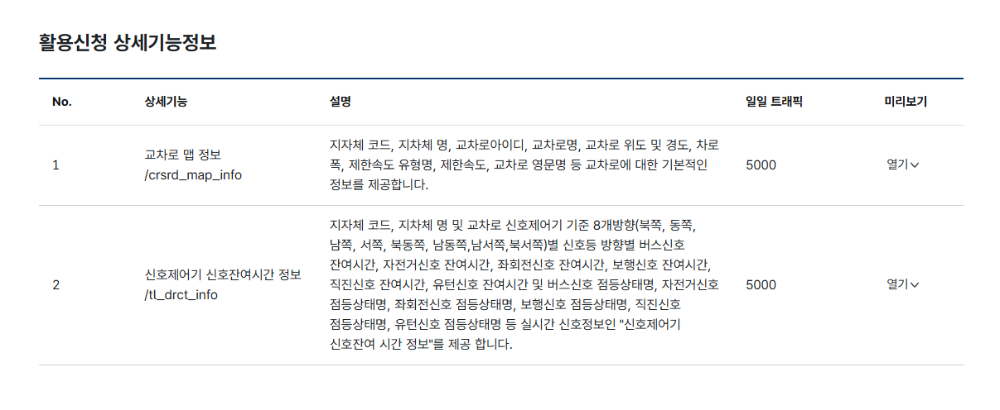 활용신청 상세기능정보
No. 상세기능 설명 일일 트래픽 미리보기
1
교차로 맵 정보
/crsrd_map_info
지자체 코드, 지차체 명, 교차로아이디, 교차로명, 교차로 위도 및 경도, 차로
폭, 제한속도 유형명, 제한속도, 교차로 영문명 등 교차로에 대한 기본적인
정보를 제공합니다.
5000
열기
2
신호제어기 신호잔여시간 정보
/tl_drct_info
지자체 코드, 지차체 명 및 교차로 신호제어기 기준 8개방향(북쪽, 동쪽,
남쪽, 서쪽, 북동쪽, 남동쪽,남서쪽,북서쪽)별 신호등 방향별 버스신호
잔여시간, 자전거신호 잔여시간, 좌회전신호 잔여시간, 보행신호 잔여시간,
직진신호 잔여시간, 유턴신호 잔여시간 및 버스신호 점등상태명, 자전거신호
점등상태명, 좌회전신호 점등상태명, 보행신호 점등상태명, 직진신호
점등상태명, 유턴신호 점등상태명 등 실시간 신호정보인 "신호제어기
신호잔여 시간 정보"를 제공 합니다.
5000
열기